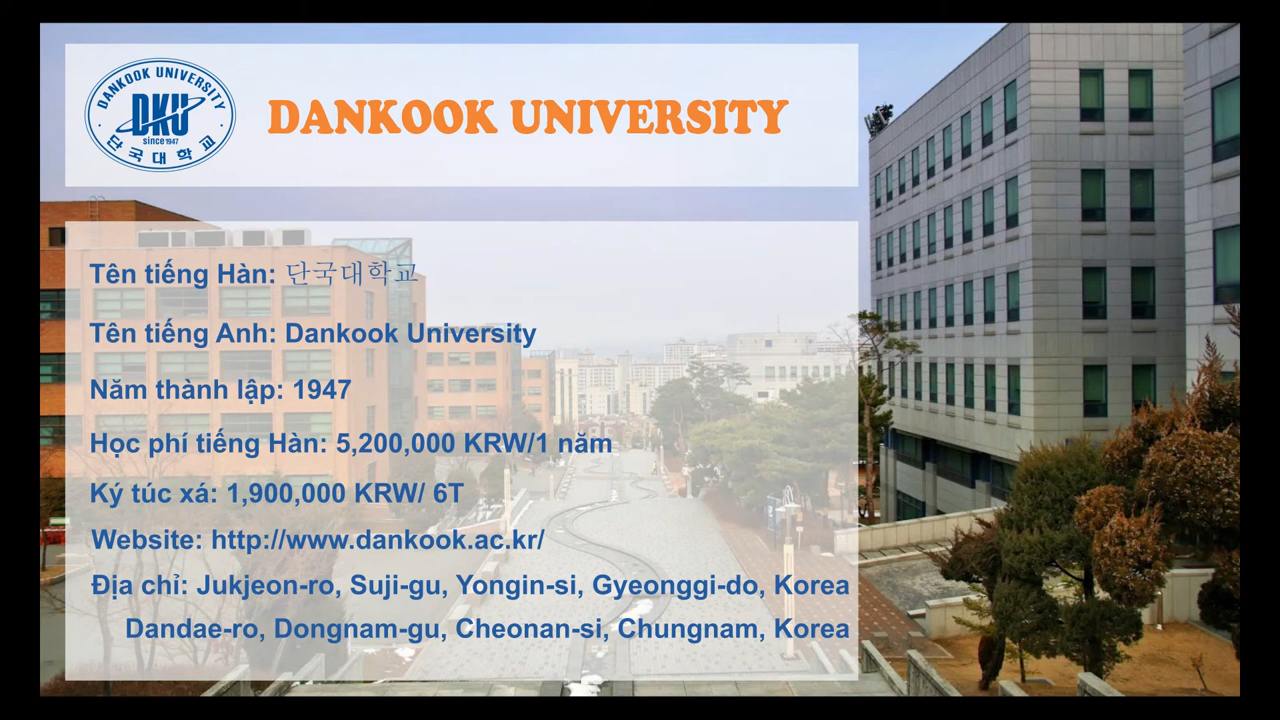 DANKOOK UNIVERSITY
DKU
since 1947
단국대학교
DANKOOK UNIVERSITY
Tên tiếng Hàn: 단국대학교
Tên tiếng Anh: Dankook University
Năm thành lập: 1947
Học phí tiếng Hàn: 5,200,000 KRW/1 năm
Ký túc xá: 1,900,000 KRW/ 6T
Website: http://www.dankook.ac.kr/
Địa chỉ: Jukjeon-ro, Suji-gu, Yongin-si, Gyeonggi-do, Korea
Dandae-ro, Dongnam-gu, Cheonan-si, Chungnam, Korea